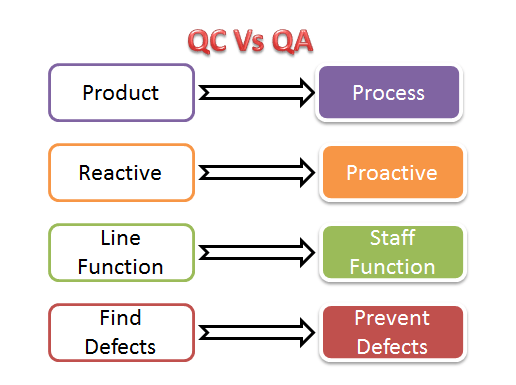 QC Vs QA
Product
Process
Reactive
Proactive
Line
Function
Staff
Function
Find
Defects
Prevent
Defects